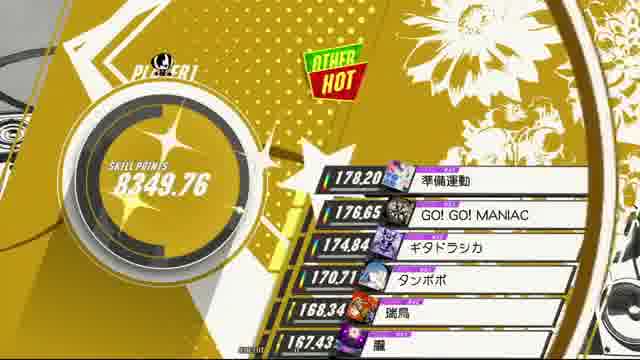 OTHER
HOT
SKILL POINTS
8349.76
178.20 準備運動
176.65 GO! GO! MANIAC
174.84 ギタドラシカ
170.71 タンポポ
168.34 瑞鳥
167.43 朧